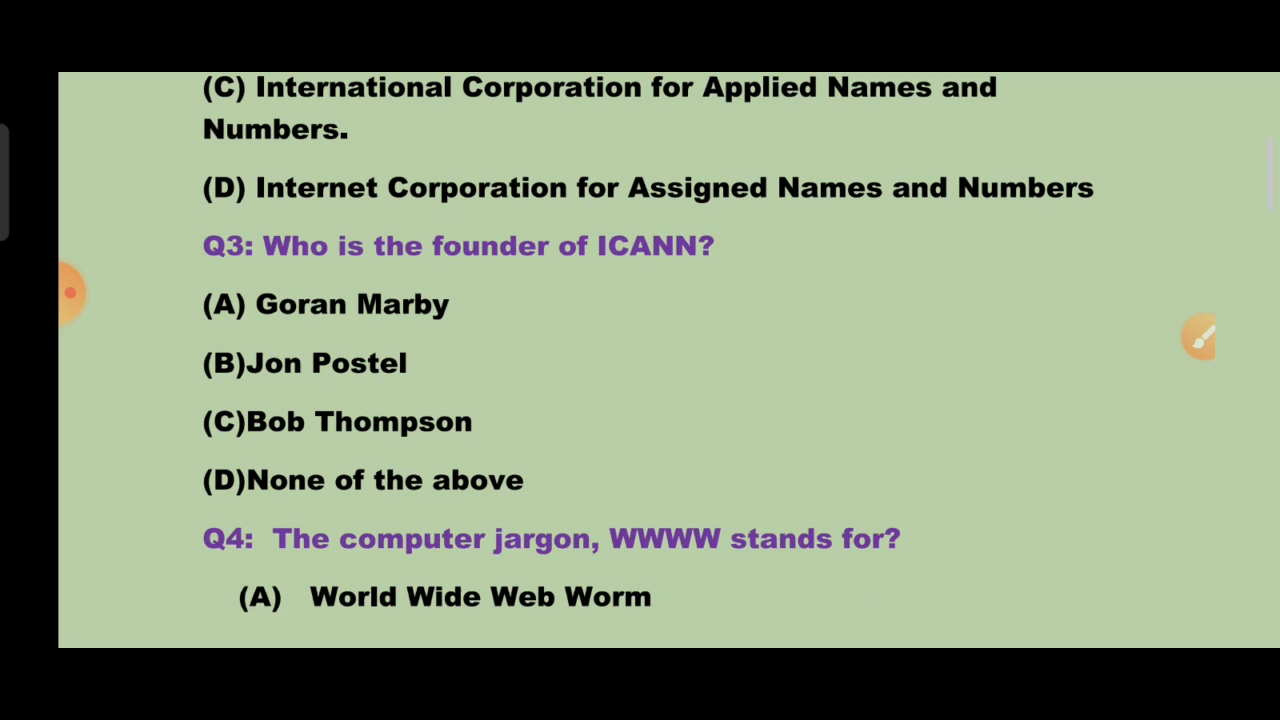 (C) International Corporation for Applied Names and
Numbers.
(D) Internet Corporation for Assigned Names and Numbers
Q3: Who is the founder of ICANN?
(A) Goran Marby
(B)Jon Postel
(C)Bob Thompson
(D)None of the above
Q4:  The computer jargon, WWWW stands for?
(A)   World Wide Web Worm